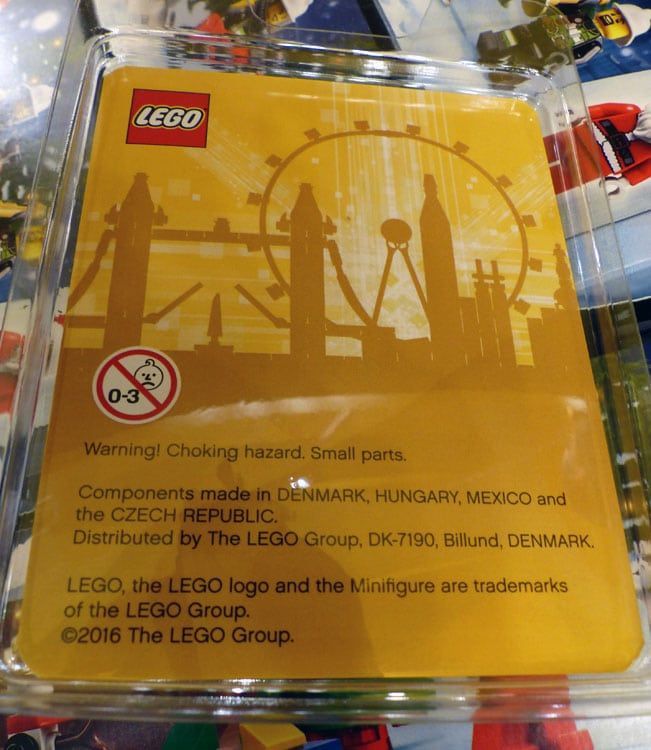 LEGO
0-3
Warning! Choking hazard. Small parts.
Components made in DENMARK, HUNGARY, MEXICO and
the CZECH REPUBLIC.
Distributed by The LEGO Group, DK-7190, Billund, DENMARK.
LEGO, the LEGO logo and the Minifigure are trademarks
of the LEGO Group.
©2016 The LEGO Group.